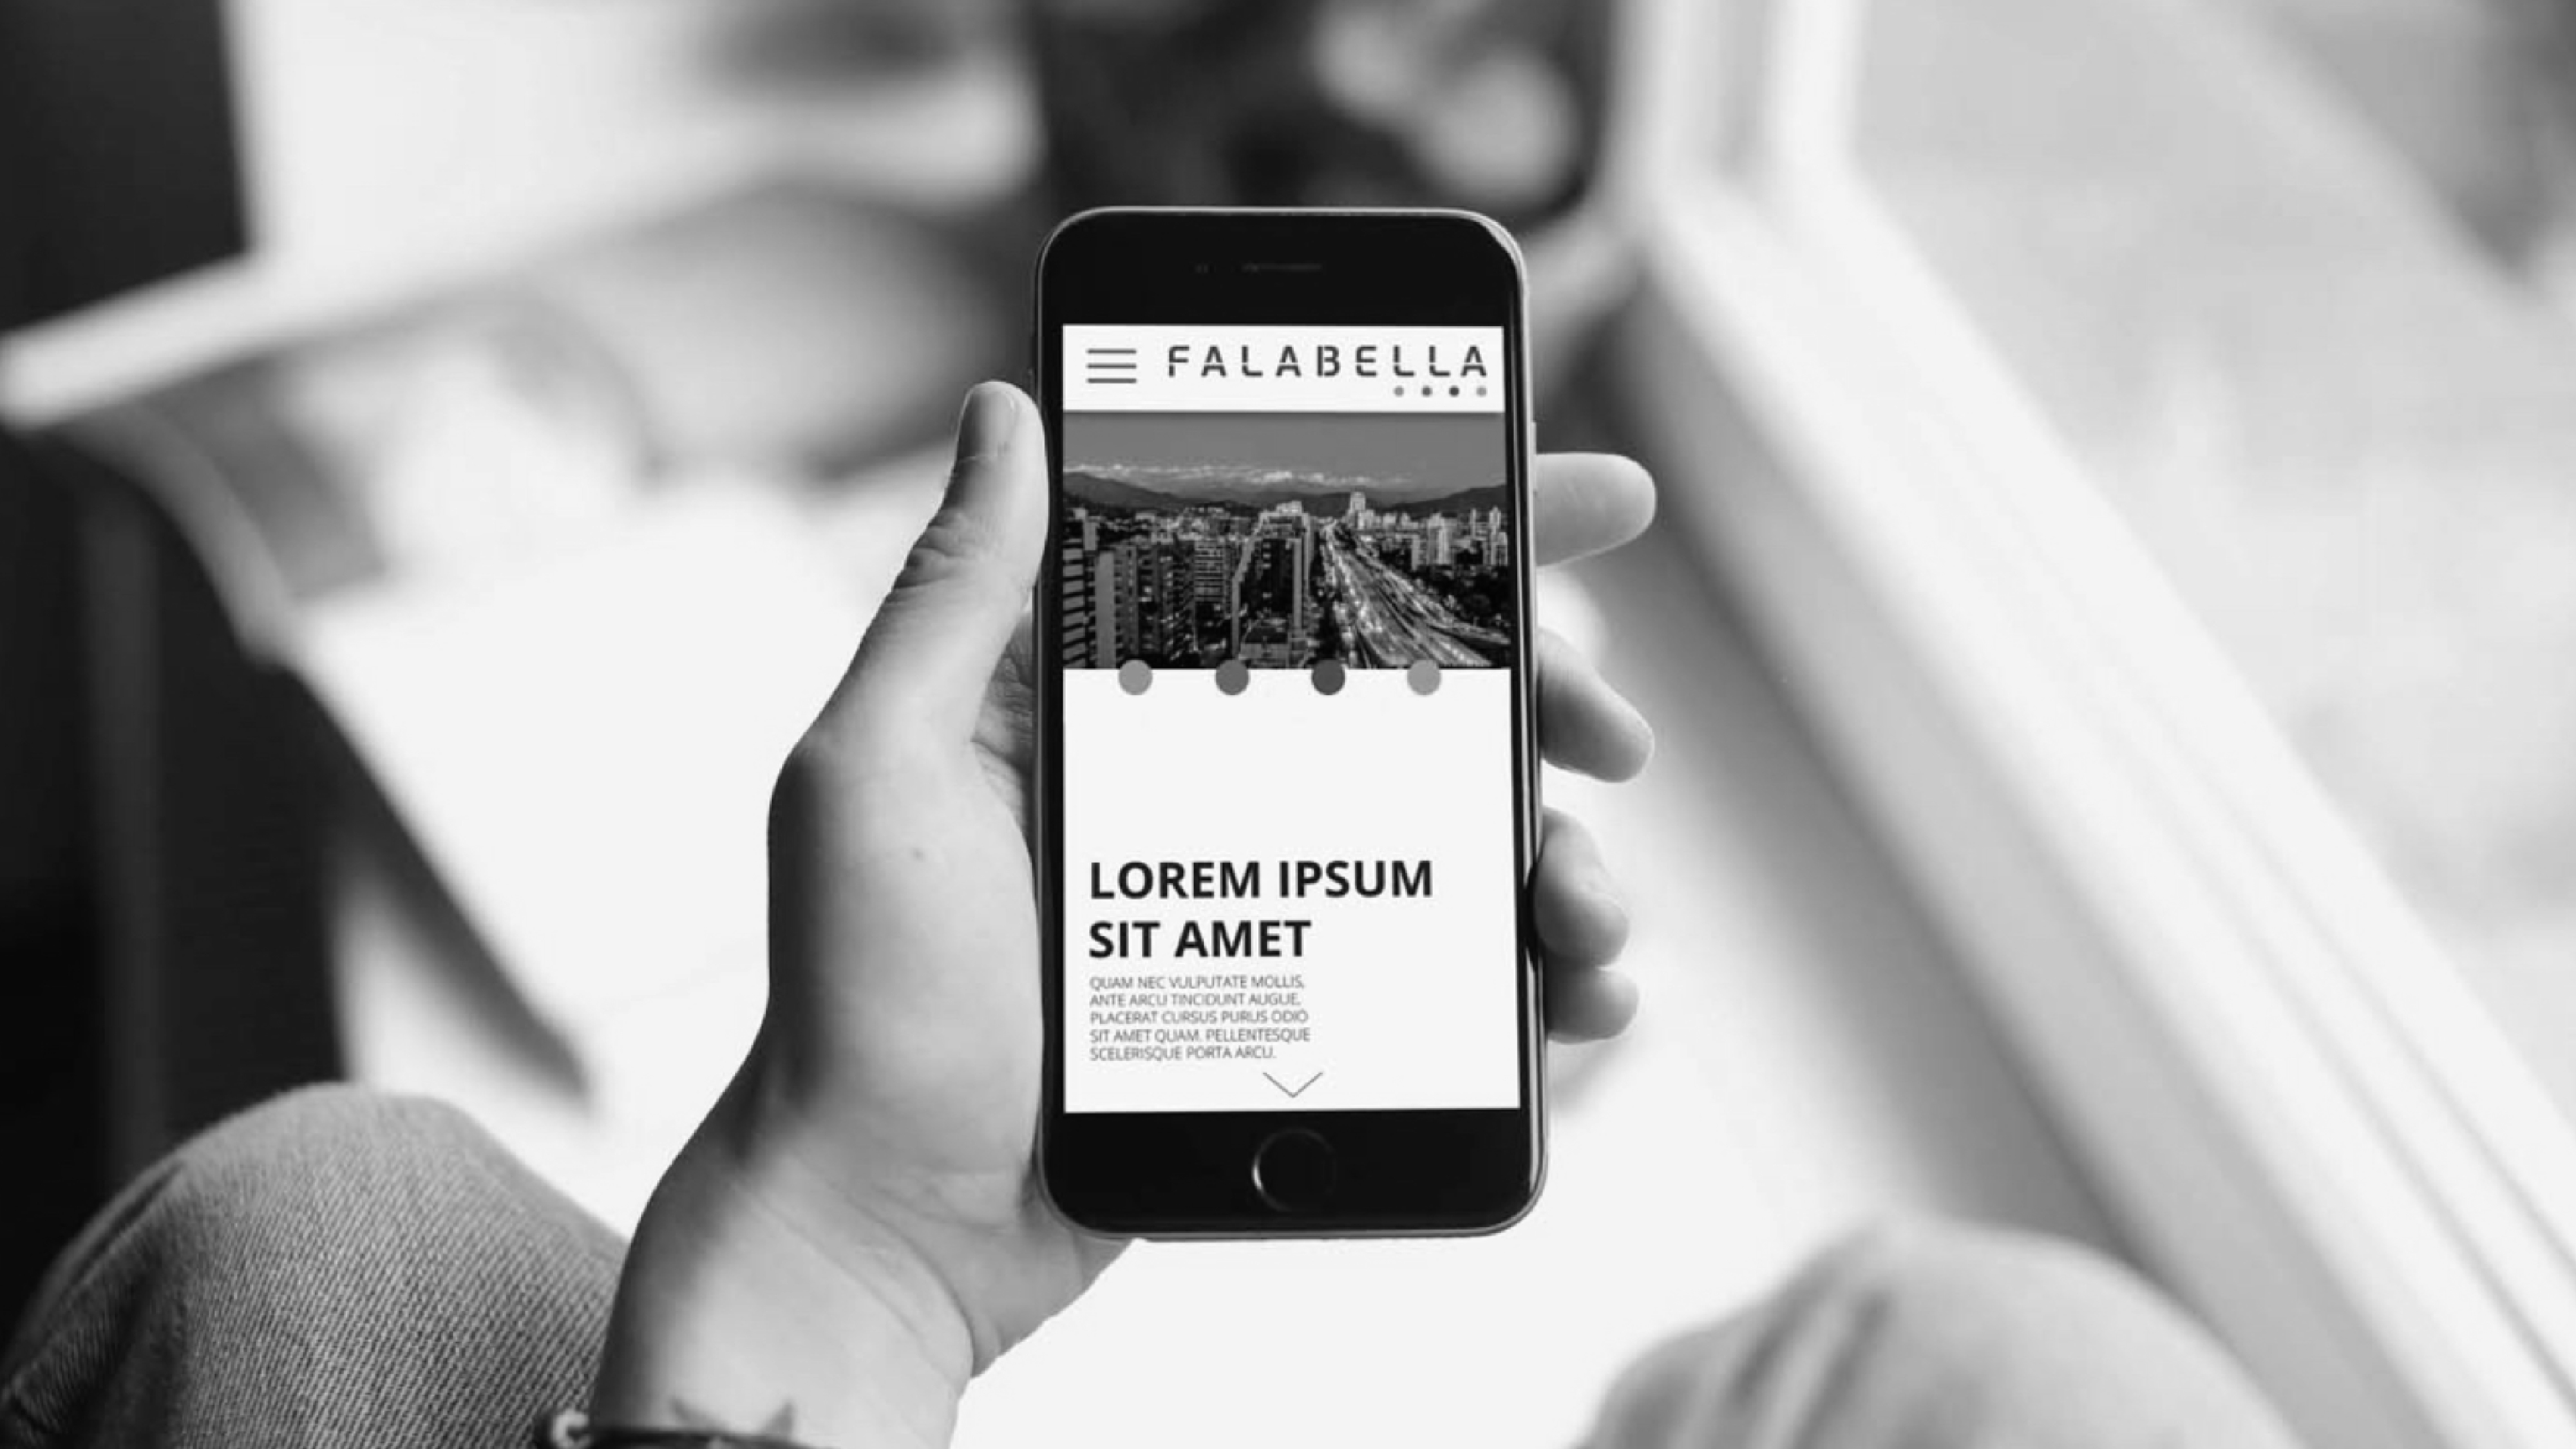 FALABELLA
LOREM IPSUM
SIT AMET
QUAM NEC VULPUTATE MOLLIS,
ANTE ARCU TINCIDUNT AUGUE,
PLACERAT CURSUS PURUS ODIO
SIT AMET QUAM. PELLENTESQUE
SCELERISQUE PORTA ARCU.